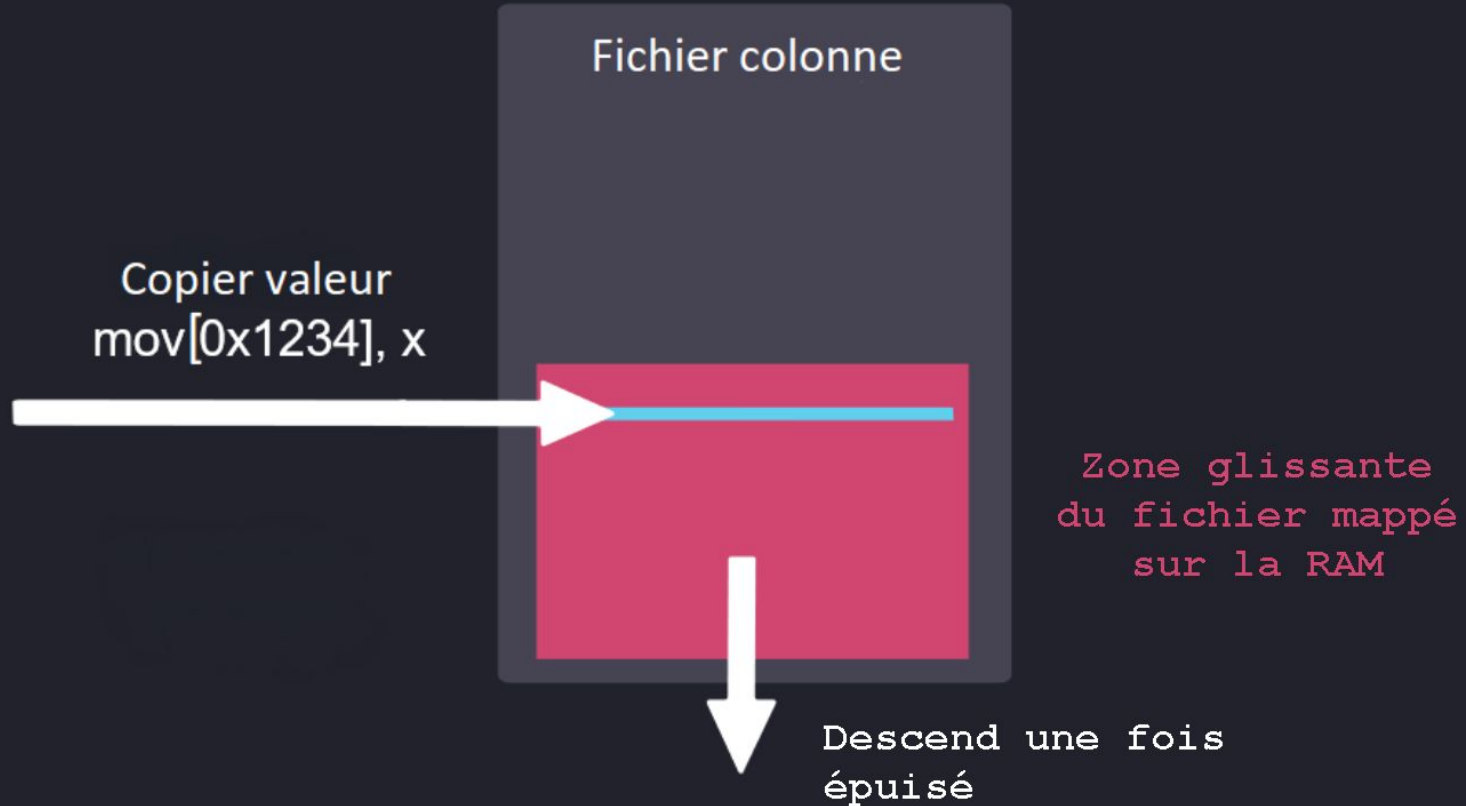 Fichier colonne
Copier valeur
mov[0x1234], x
Zone glissante
du fichier mappé
sur la RAM
Descend une fois
épuisé